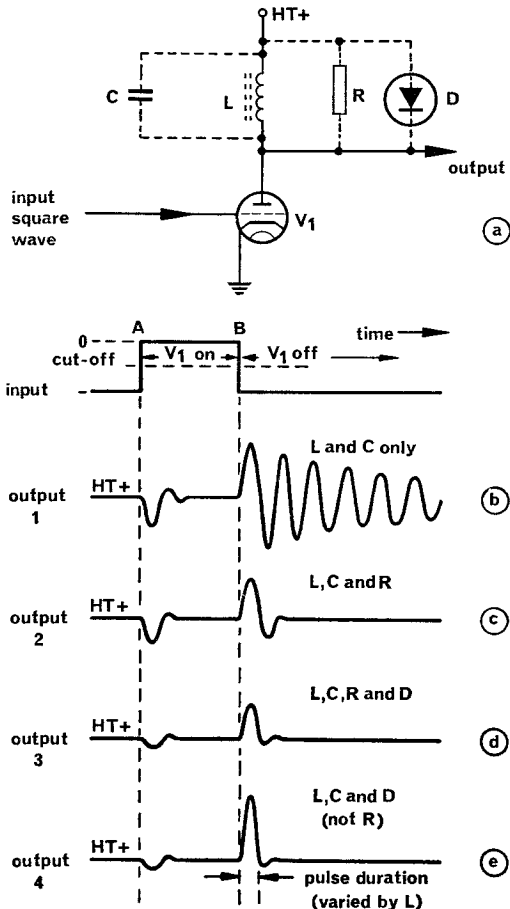 HT+
C
L
R
D
output
input
square
wave
V1
a
A
B
time
0
cut-off
V1 on
V1 off
input
-
L and C only
HT+
output
1
b
L,C and R
HT+
output
2
c
L,C,R and D
HT+
output
3
d
L,C and D
(not R)
HT+
output
4
e
pulse duration
(varied by L)